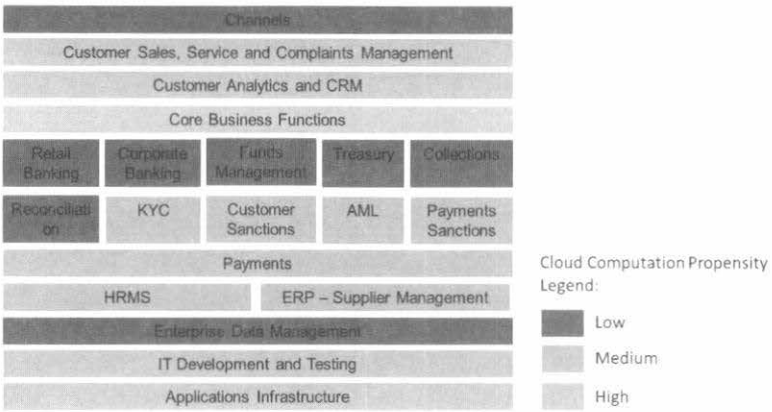 Channels
Customer Sales, Service and Complaints Management
Customer Analytics and CRM
Core Business Functions
Retail Banking
Corporate Banking
Funds Management
Treasury
Collections
Reconciliati
on
KYC
Customer
Sanctions
AML
Payments
Sanctions
Payments
HRMS
ERP – Supplier Management
Enterprise Data Management
IT Development and Testing
Applications Infrastructure
Cloud Computation Propensity
Legend:
Low
Medium
High